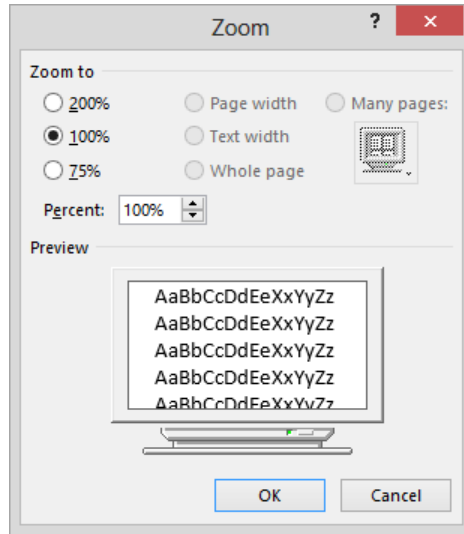 Zoom
?
Zoom to
200%
Page width
Many pages:
100%
Text width
75%
Whole page
Percent: 100%
Preview
AaBbCcDdEeXxYyZz
AaBbCcDdEeXxYyZz
AaBbCcDdEeXxYyZz
AaBbCcDdEeXxYyZz
AaBbCcDdEeXxYyZz
OK
Cancel